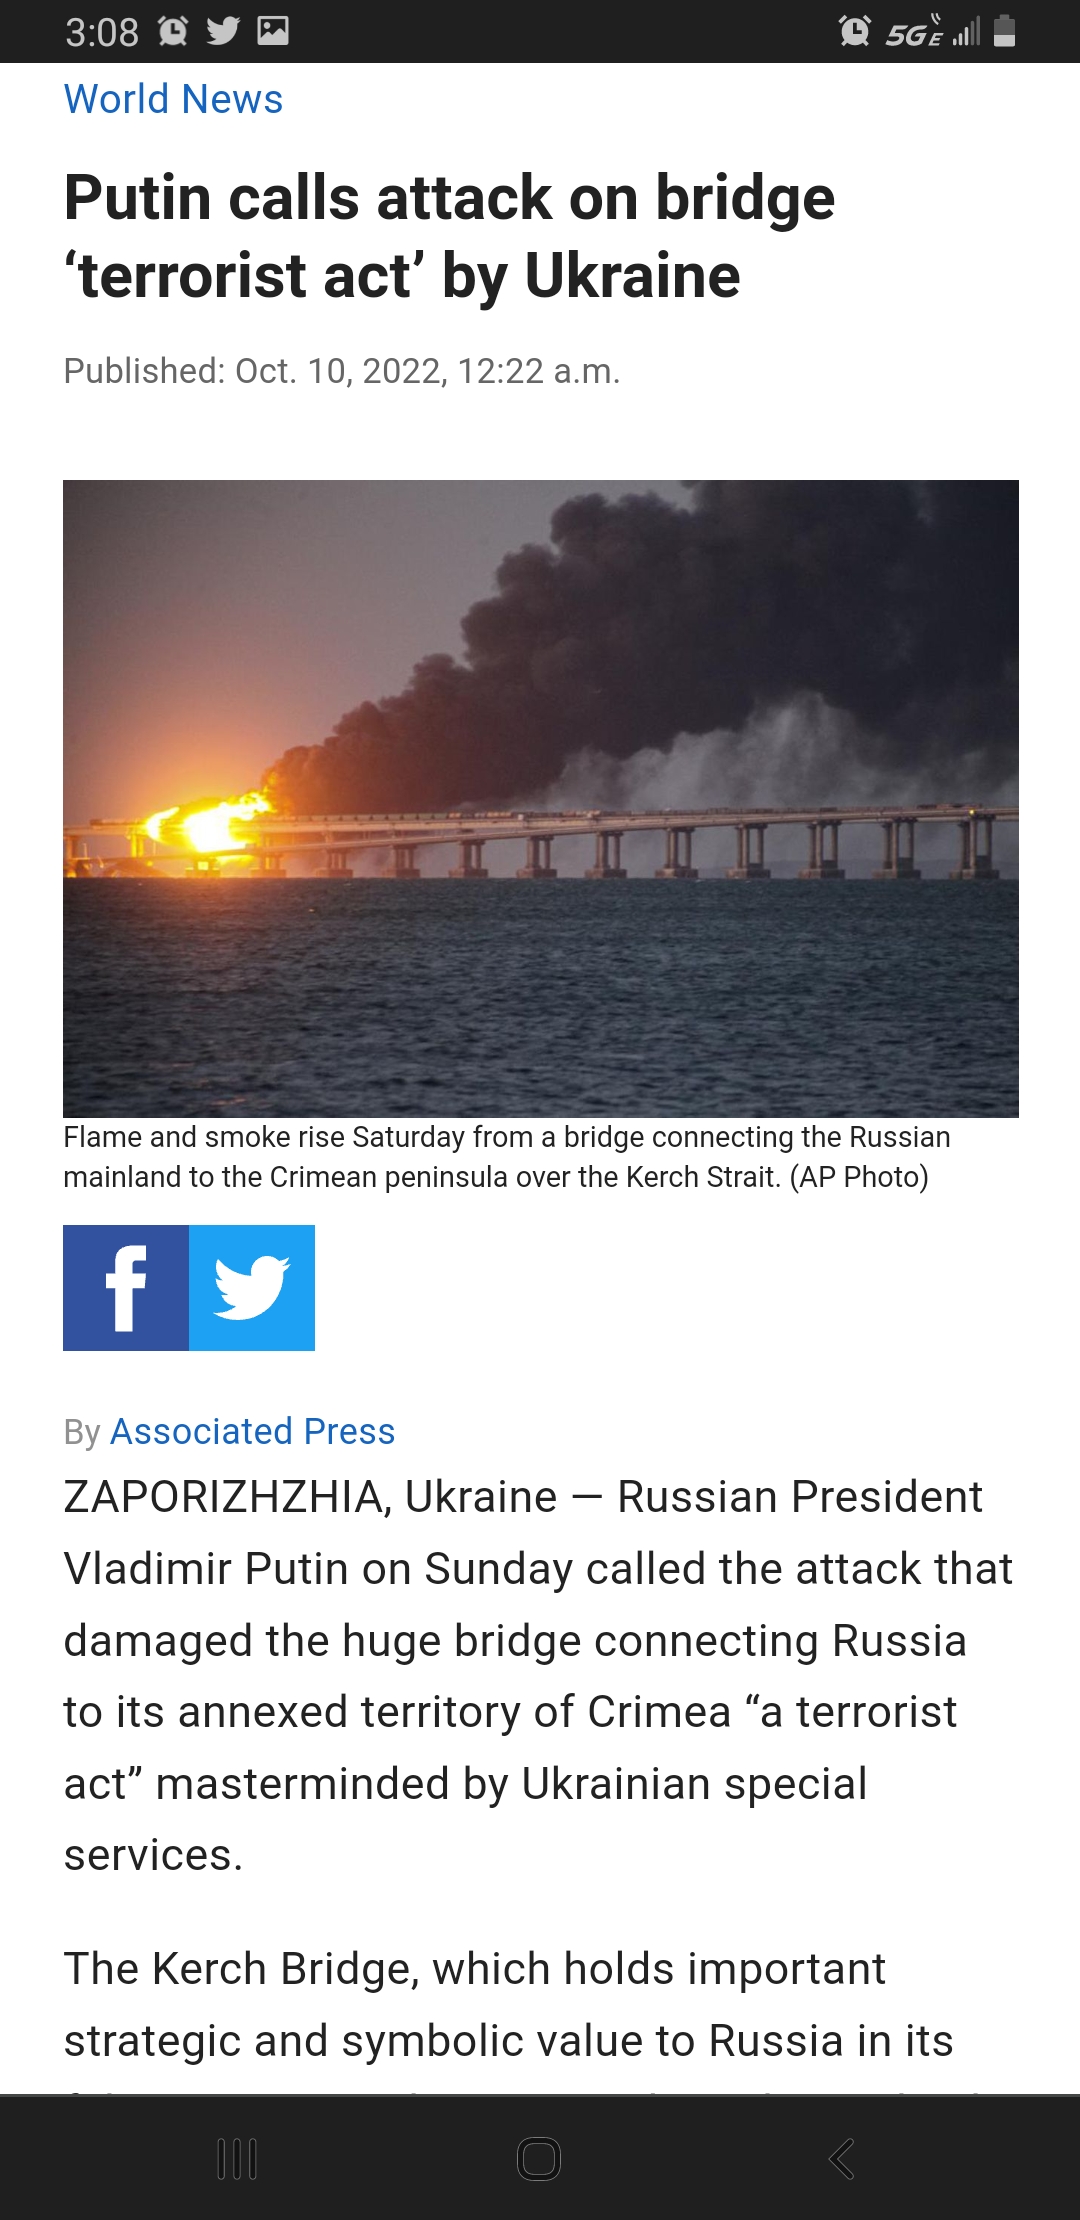 3:08
5GE
World News
Putin calls attack on bridge
‘terrorist act’ by Ukraine
Published: Oct. 10, 2022, 12:22 a.m.
Flame and smoke rise Saturday from a bridge connecting the Russian
mainland to the Crimean peninsula over the Kerch Strait. (AP Photo)
By Associated Press
ZAPORIZHZHIA, Ukraine — Russian President
Vladimir Putin on Sunday called the attack that
damaged the huge bridge connecting Russia
to its annexed territory of Crimea “a terrorist
act” masterminded by Ukrainian special
services.
The Kerch Bridge, which holds important
strategic and symbolic value to Russia in its